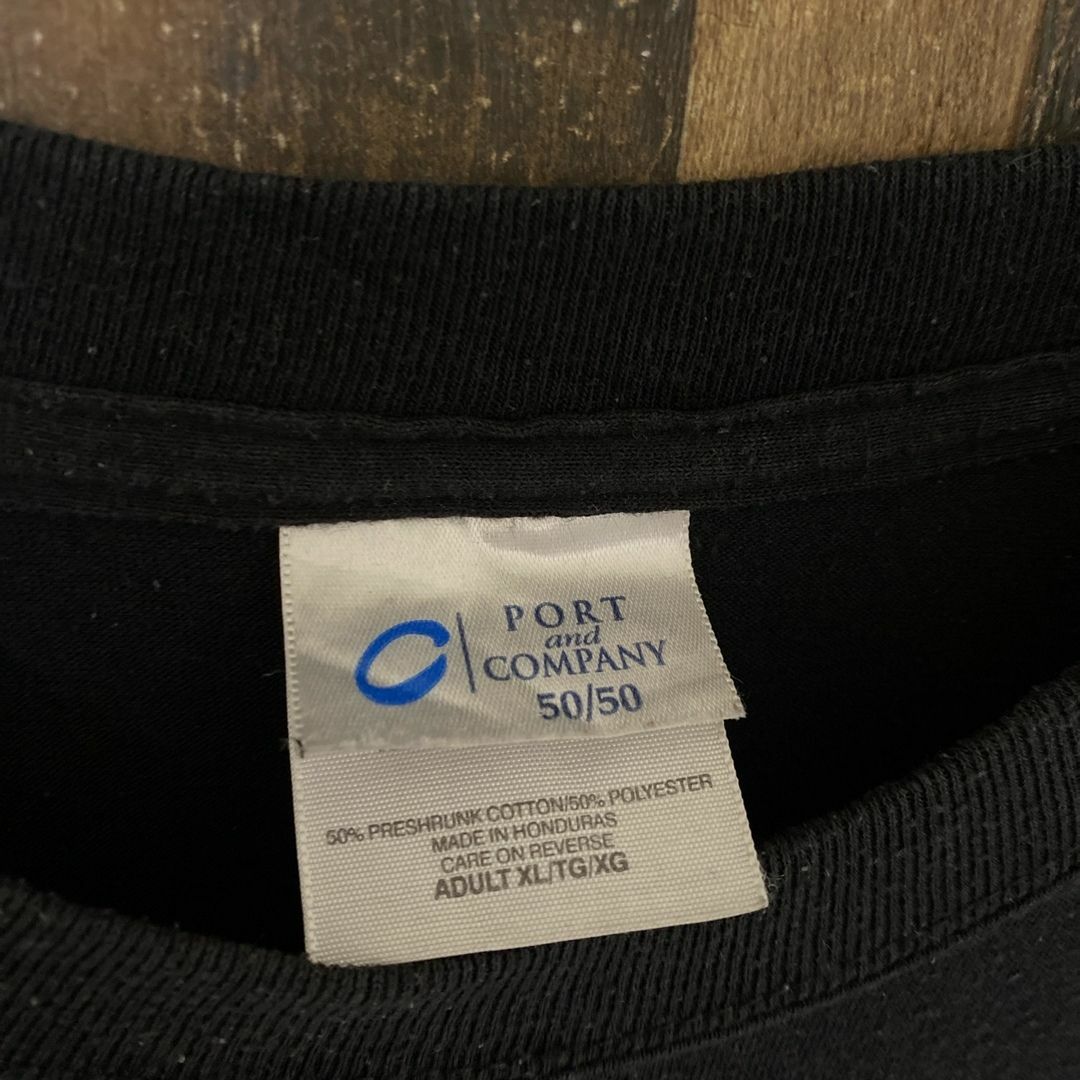 PORT
and
COMPANY
50/50
50% PRESHRUNK COTTON/50% POLYESTER
MADE IN HONDURAS
CARE ON REVERSE
ADULT XL/TG/XG